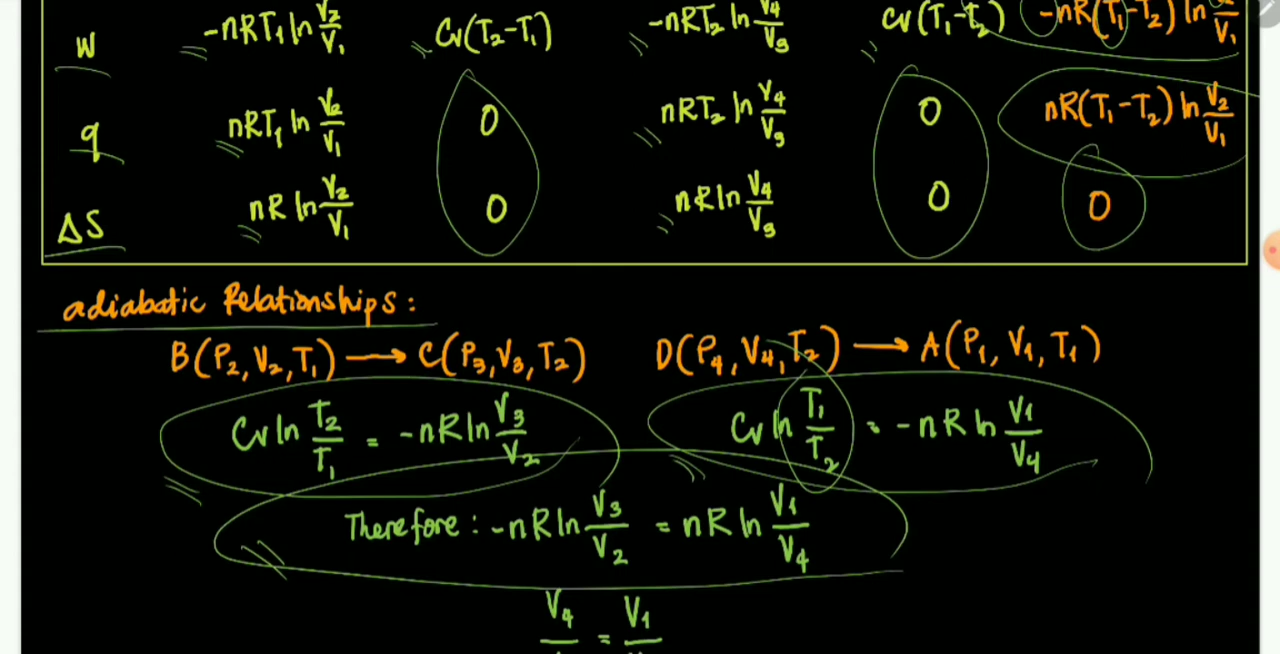 W -nRT₁ ln V₂/V₁ Cv(T₂-T₁) -nRT₂ ln V₄/V₃ Cv(T₁-T₂) -nR(T₁-T₂) ln V₂/V₁
q nRT₁ ln V₂/V₁ 0 nRT₂ ln V₄/V₃ 0 nR(T₁-T₂) ln V₂/V₁
ΔS nR ln V₂/V₁ 0 nR ln V₄/V₃ 0 0
adiabatic Relationships:
B(P₂, V₂, T₁) → C(P₃, V₃, T₂) D(P₄, V₄, T₂) → A(P₁, V₁, T₁)
Cv ln T₂/T₁ = -nR ln V₃/V₂ Cv ln T₁/T₂ = -nR ln V₁/V₄
Therefore: -nR ln V₃/V₂ = nR ln V₁/V₄
V₄ = V₁